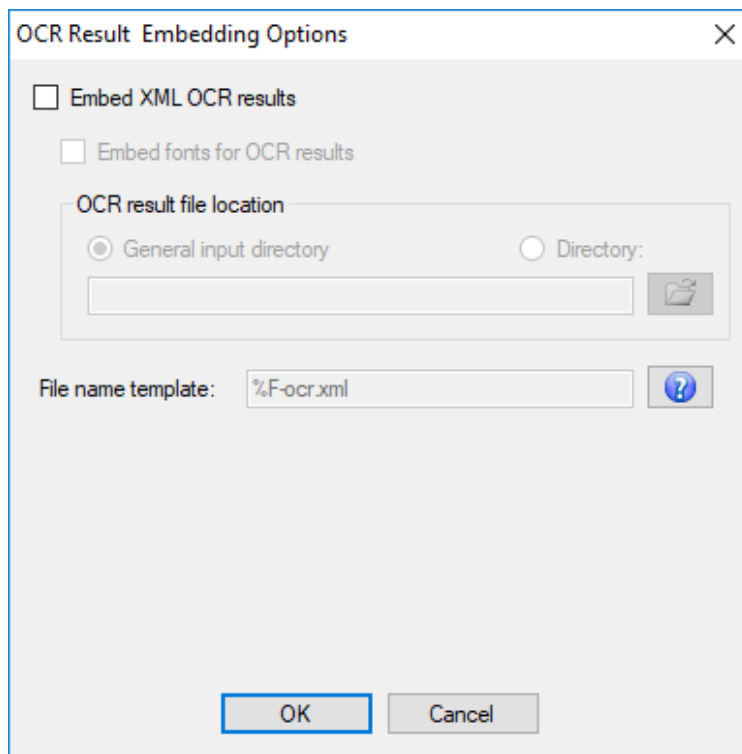 OCR Result  Embedding Options
Embed XML OCR results
Embed fonts for OCR results
OCR result file location
General input directory
Directory:
File name template: %F-ocr.xml
OK Cancel